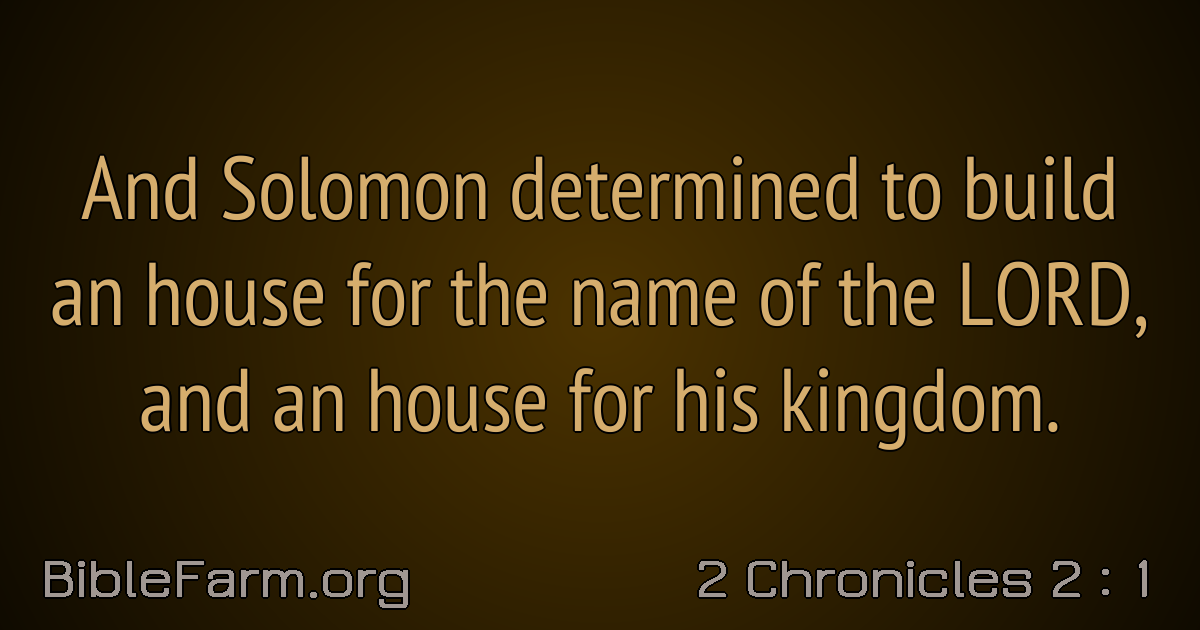 And Solomon determined to build
an house for the name of the LORD,
and an house for his kingdom.
BibleFarm.org
2 Chronicles 2 : 1